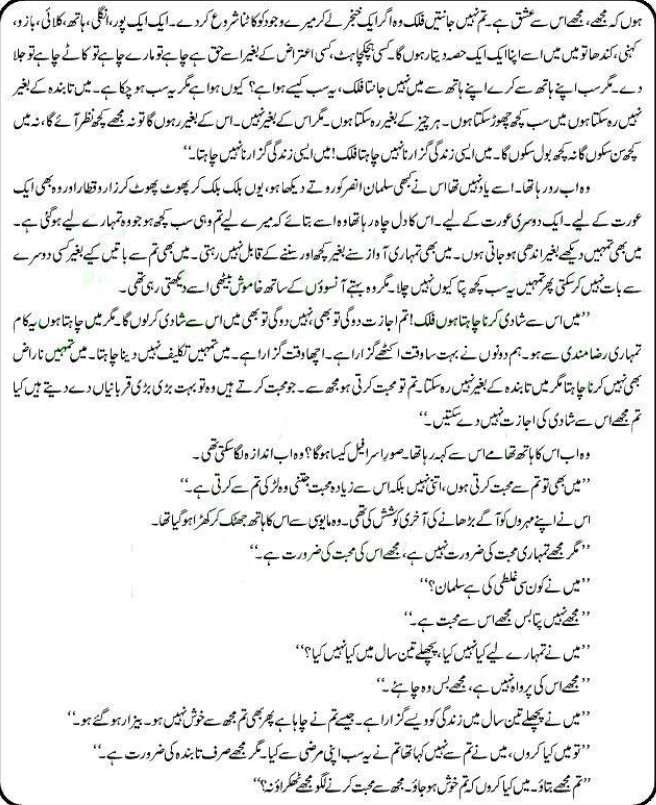 ہوں کہ مجھے، مجھے اس سے عشق ہے۔ تم نہیں جانتیں فلک وہ اگر ایک خنجر لے کر میرے وجود کو کاٹنا شروع کر دے۔ ایک ایک پور، انگلی، ہاتھ، کلائی، بازو،
کہنی، کندھا تو میں میں اسے اپنا ایک ایک حصہ دیتا رہوں گا۔ کسی ہچکچاہٹ، کسی اعتراض کے بغیر اسے حق ہے چاہے تو مارے چاہے تو کاٹے چاہے تو جلا
دے۔ مگر سب اپنے ہاتھ سے کرے اپنے ہاتھ سے میں نہیں جانتا فلک، یہ سب کیسے ہوا ہے؟ کیوں ہوا ہے مگر یہ سب ہو چکا ہے۔ میں تابندہ کے بغیر
نہیں رہ سکتا ہوں میں سب کچھ چھوڑ سکتا ہوں۔ ہر چیز کے بغیر رہ سکتا ہوں۔ مگر اس کے بغیر نہیں۔ اس کے بغیر رہوں گا تو نہ مجھے کچھ نظر آئے گا، نہ میں
کچھ سن سکوں گا نہ کچھ بول سکوں گا۔ میں ایسی زندگی گزارنا نہیں چاہتا فلک! میں ایسی زندگی گزارنا نہیں چاہتا۔‘‘
وہ اب رو رہا تھا۔ اسے یاد نہیں تھا اس نے کبھی سلمان انصر کو روتے دیکھا ہو، یوں بلک بلک کر پھوٹ پھوٹ کر زار و قطار اور وہ بھی ایک
عورت کے لیے۔ ایک دوسری عورت کے لیے۔ اس کا دل چاہ رہا تھا وہ اسے بتائے کہ میرے لیے تم وہی سب کچھ ہو جو وہ تمہارے لیے ہو گئی ہے۔
میں بھی تمہیں دیکھے بغیر اندھی ہو جاتی ہوں۔ میں بھی تمہاری آواز سنے بغیر کچھ اور سننے کے قابل نہیں رہتی۔ میں بھی تم سے باتیں کیے بغیر کسی دوسرے
سے بات نہیں کر سکتی پھر تمہیں یہ سب کچھ پتا کیوں نہیں چلا۔ مگر وہ بہتے آنسوؤں کے ساتھ خاموش بیٹھی اسے دیکھتی رہی تھی۔
’’میں اس سے شادی کرنا چاہتا ہوں فلک! تم اجازت دو گی تو بھی نہیں دو گی تو بھی میں اس سے شادی کر لوں گا۔ مگر میں چاہتا ہوں یہ کام
تمہاری رضامندی سے ہو۔ ہم دونوں نے بہت سا وقت اکٹھے گزارا ہے۔ اچھا وقت گزارا ہے۔ میں تمہیں تکلیف نہیں دینا چاہتا۔ میں تمہیں ناراض
بھی نہیں کرنا چاہتا مگر میں تابندہ کے بغیر نہیں رہ سکتا۔ تم تو محبت کرتی ہو مجھ سے۔ جو محبت کرتے ہیں وہ تو بہت بڑی بڑی قربانیاں دے دیتے ہیں کیا
تم مجھے اس سے شادی کی اجازت نہیں دے سکتیں۔‘‘
وہ اب اس کا ہاتھ تھامے اس سے کہہ رہا تھا۔ صور اسرافیل کیسا ہو گا؟ وہ اب اندازہ لگا سکتی تھی۔
’’میں بھی تو تم سے محبت کرتی ہوں، اتنی نہیں بلکہ اس سے زیادہ محبت جتنی وہ لڑکی تم سے کرتی ہے۔‘‘
اس نے اپنے مہروں کو آگے بڑھانے کی آخری کوشش کی تھی۔ وہ مایوسی سے اس کا ہاتھ جھٹک کر کھڑا ہو گیا تھا۔
’’مگر مجھے تمہاری محبت کی ضرورت نہیں ہے، مجھے اس کی محبت کی ضرورت ہے۔‘‘
’’میں نے کون سی غلطی کی ہے سلمان؟‘‘
’’مجھے نہیں پتا بس مجھے اس سے محبت ہے۔‘‘
’’میں نے تمہارے لیے کیا نہیں کیا، پچھلے تین سال میں کیا نہیں کیا؟‘‘
’’مجھے اس کی پرواہ نہیں ہے، مجھے بس وہ چاہئے۔‘‘
’’میں نے پچھلے تین سال میں زندگی کو ویسے گزارا ہے۔ جیسے تم نے چاہا ہے پھر بھی تم مجھ سے خوش نہیں ہو۔ بیزار ہو گئے ہو۔‘‘
’’تو میں کیا کروں، میں نے تم سے نہیں کہا تھا تم نے یہ سب اپنی مرضی سے کیا۔ مگر مجھے صرف تابندہ کی ضرورت ہے۔‘‘
’’تم مجھے بتاؤ۔ میں کیا کروں کہ تم خوش ہو جاؤ۔ مجھ سے محبت کرنے لگو مجھے ٹھکراؤ نہ؟‘‘